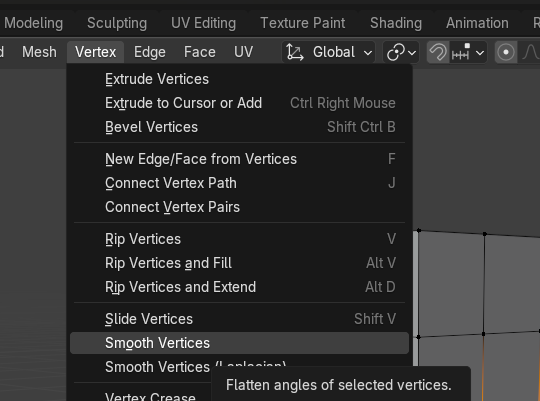 Modeling Sculpting UV Editing Texture Paint Shading Animation
Mesh Vertex Edge Face UV Global
Extrude Vertices
Extrude to Cursor or Add Ctrl Right Mouse
Bevel Vertices Shift Ctrl B
New Edge/Face from Vertices F
Connect Vertex Path J
Connect Vertex Pairs
Rip Vertices V
Rip Vertices and Fill Alt V
Rip Vertices and Extend Alt D
Slide Vertices Shift V
Smooth Vertices
Smooth Vertices (Laplacian)
Flatten angles of selected vertices.
Vertex Crease